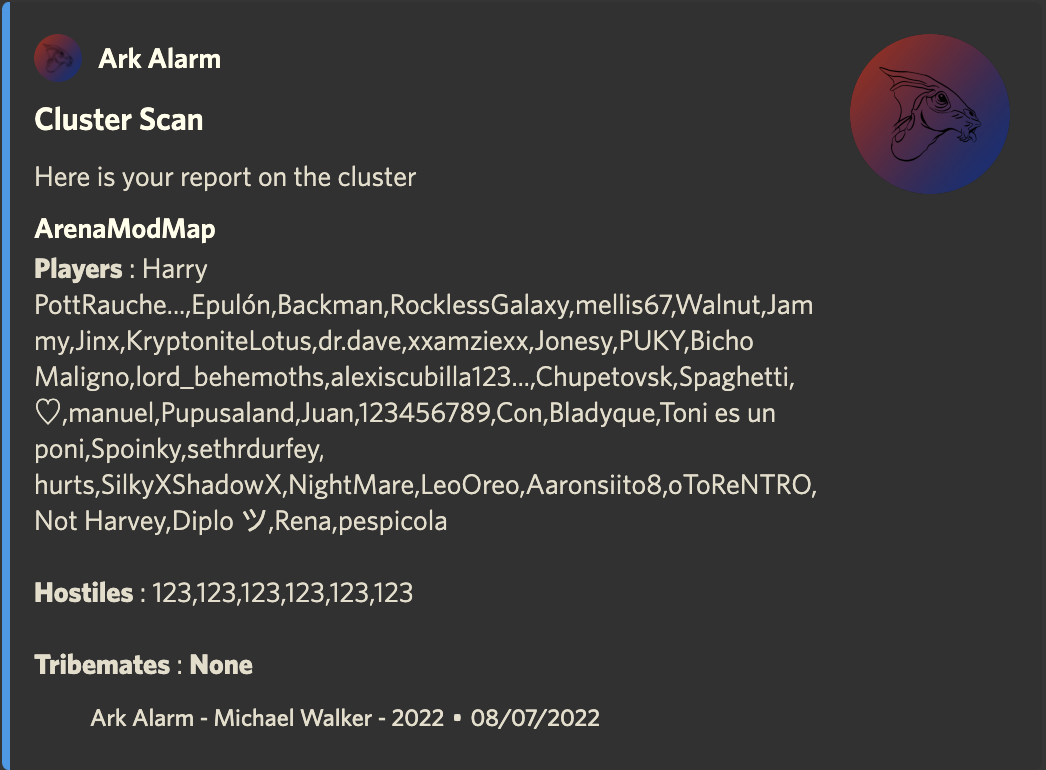 Ark Alarm
Cluster Scan
Here is your report on the cluster
ArenaModMap
Players : Harry
PottRauche...,Epulón,Backman,RocklessGalaxy,mellis67,Walnut,Jam
my,Jinx,KryptoniteLotus,dr.dave,xxamziexx,Jonesy,PUKY,Bicho
Maligno,lord_behemoths,alexiscubilla123...,Chupetovsk,Spaghetti,
♡,manuel,Pupusaland,Juan,123456789,Con,Bladyque,Toni es un
poni,Spoinky,sethrdurfey,
hurts,SilkyXShadowX,NightMare,LeoOreo,Aaronsiito8,oToReNTRO,
Not Harvey,Diplo ツ,Rena,pespicola
Hostiles : 123,123,123,123,123,123
Tribemates : None
Ark Alarm - Michael Walker - 2022 • 08/07/2022